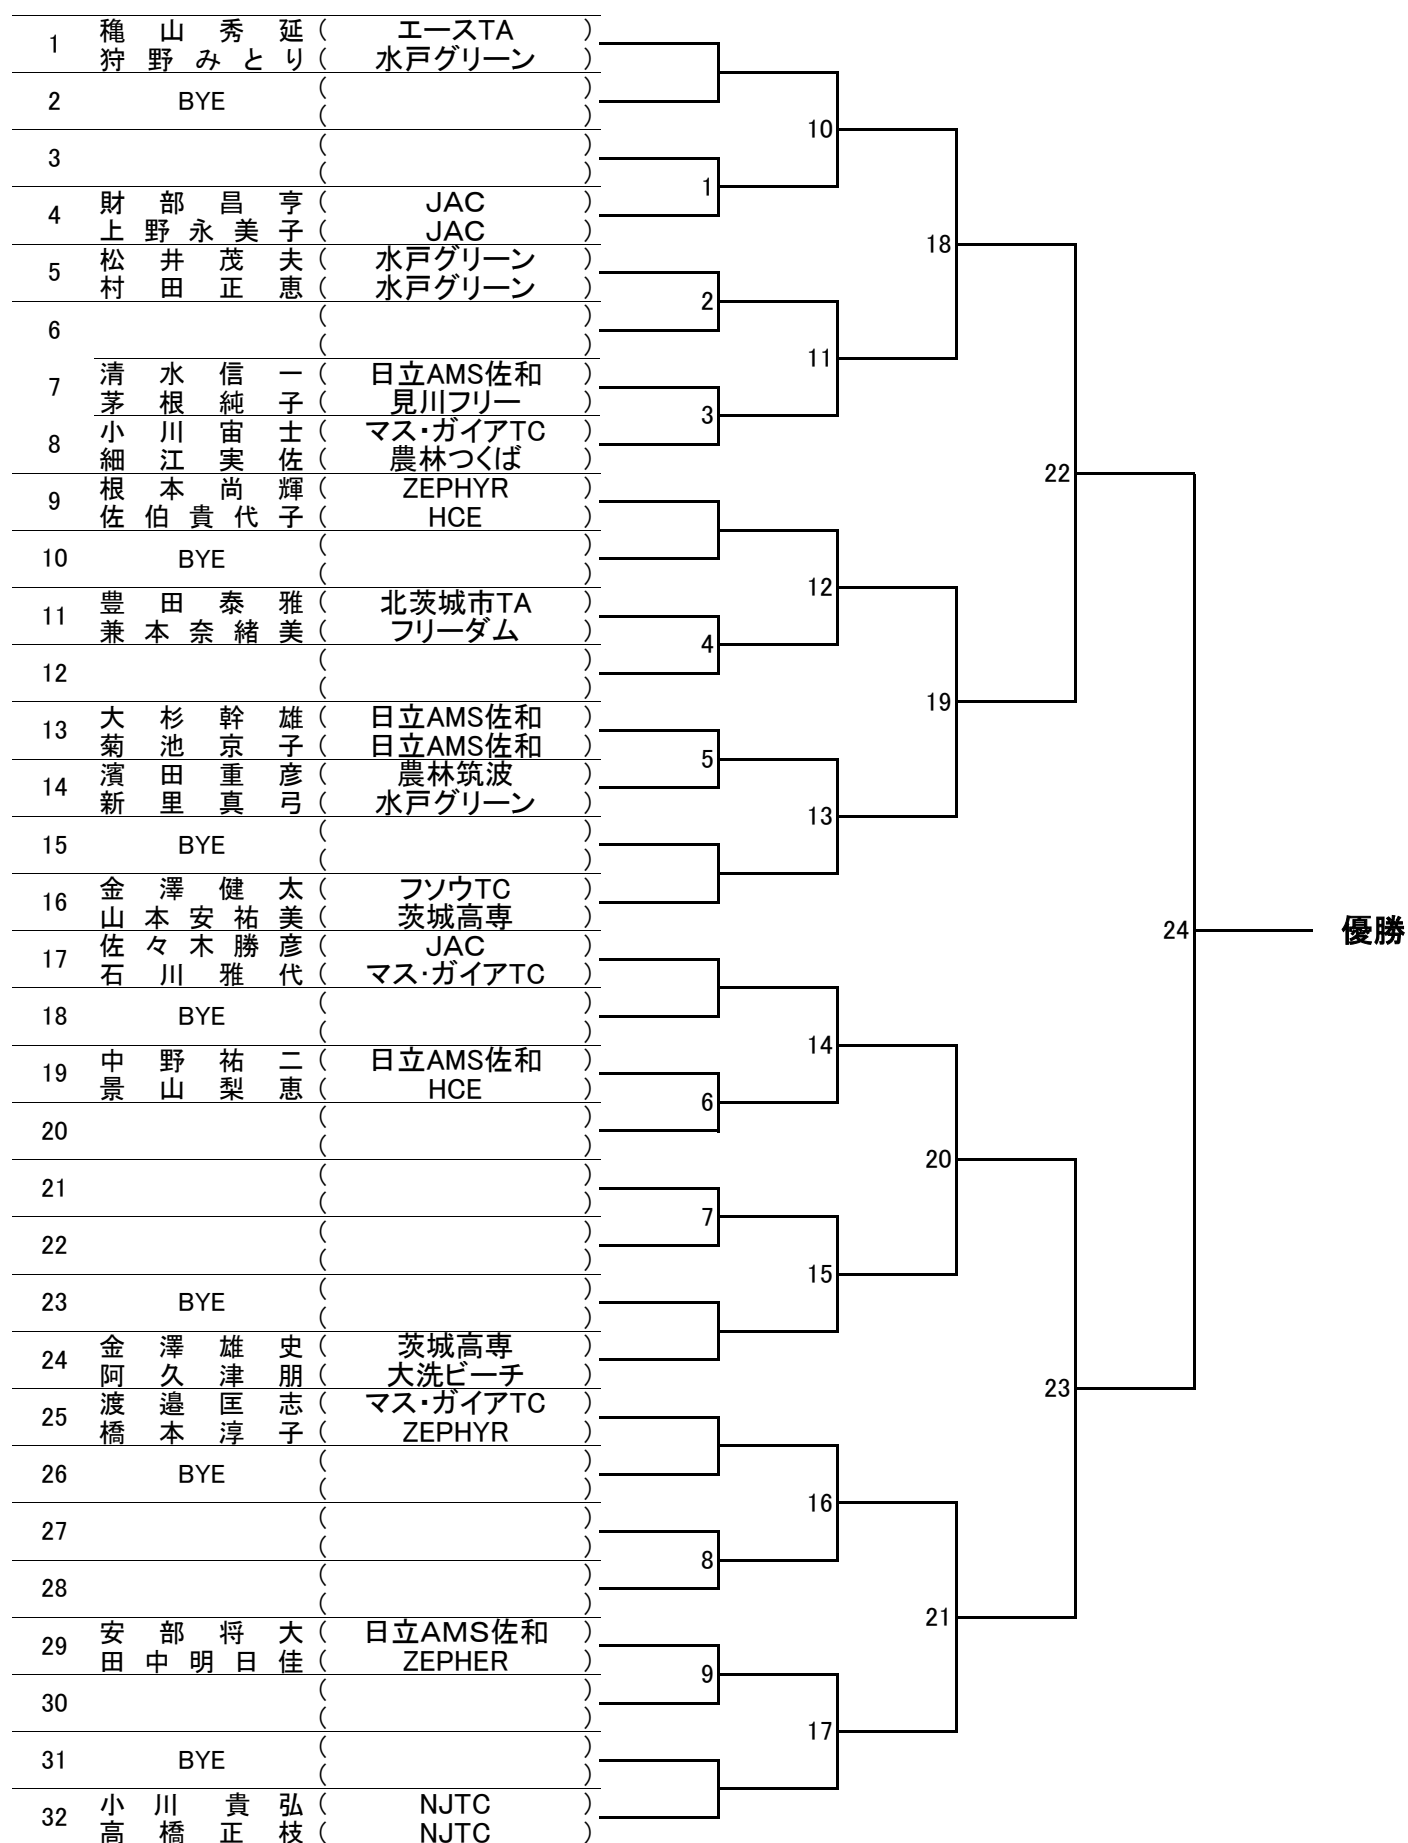 1 穐山秀延 ( エースTA )
狩野みとり ( 水戸グリーン )
2 BYE ( )
( )
3 ( )
( )
4 財部昌亨 ( JAC )
上野永美子 ( JAC )
5 松井茂夫 ( 水戸グリーン )
村田正恵 ( 水戸グリーン )
6 ( )
( )
7 清水信一 ( 日立AMS佐和 )
茅根純子 ( 見川フリー )
8 小川宙士 ( マス・ガイアTC )
細江実佐 ( 農林つくば )
9 根本尚輝 ( ZEPHYR )
佐伯貴代子 ( HCE )
10 BYE ( )
( )
11 豊田泰雅 ( 北茨城市TA )
兼本奈緒美 ( フリーダム )
12 ( )
( )
13 大杉幹雄 ( 日立AMS佐和 )
菊池京子 ( 日立AMS佐和 )
14 濱田重彦 ( 農林筑波 )
新里真弓 ( 水戸グリーン )
15 BYE ( )
( )
16 金澤健太 ( フソウTC )
山本安祐美 ( 茨城高専 )
17 佐々木勝彦 ( JAC )
石川雅代 ( マス・ガイアTC )
18 BYE ( )
( )
19 中野祐二 ( 日立AMS佐和 )
景山梨恵 ( HCE )
20 ( )
( )
21 ( )
( )
22 ( )
( )
23 BYE ( )
( )
24 金澤雄史 ( 茨城高専 )
阿久津朋 ( 大洗ビーチ )
25 渡邉匡志 ( マス・ガイアTC )
橋本淳子 ( ZEPHYR )
26 BYE ( )
( )
27 ( )
( )
28 ( )
( )
29 安部将大 ( 日立AMS佐和 )
田中明日佳 ( ZEPHER )
30 ( )
( )
31 BYE ( )
( )
32 小川貴弘 ( NJTC )
高橋正枝 ( NJTC )
1
2
3
4
5
6
7
8
9
10
11
12
13
14
15
16
17
18
19
20
21
22
23
24
優勝